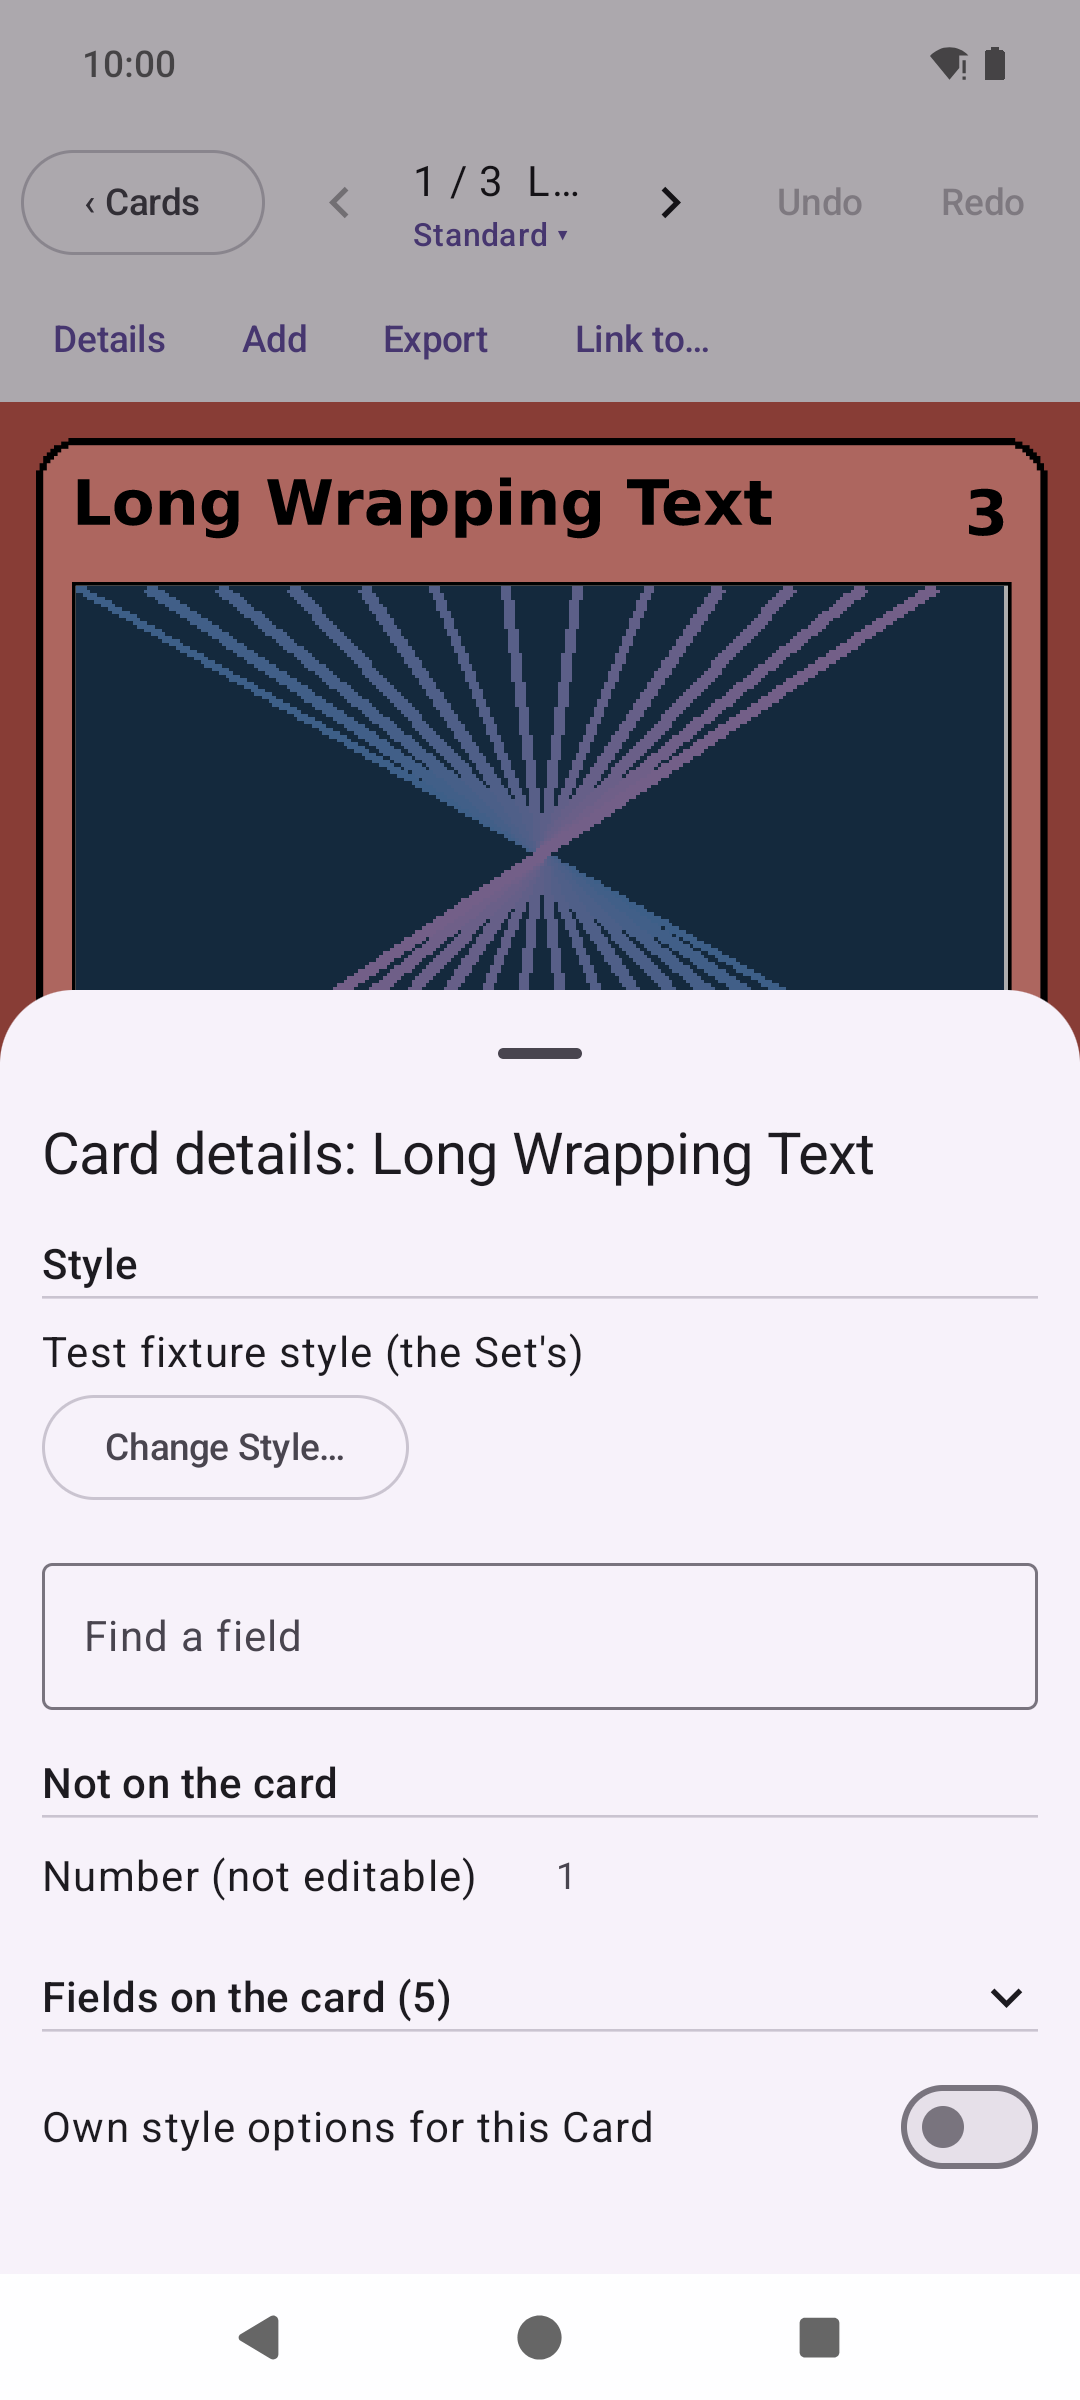 10:00
‹ Cards
1 / 3 L…
Standard ▾
Undo
Redo
Details
Add
Export
Link to…
Long Wrapping Text
3
Card details: Long Wrapping Text
Style
Test fixture style (the Set's)
Change Style…
Find a field
Not on the card
Number (not editable) 1
Fields on the card (5)
Own style options for this Card